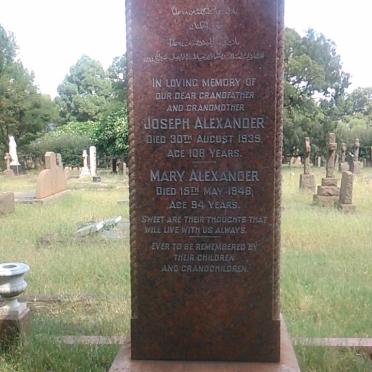 IN LOVING MEMORY OF
OUR DEAR GRANDFATHER
AND GRANDMOTHER
JOSEPH ALEXANDER
DIED 30TH AUGUST 1939,
AGE 108 YEARS.
MARY ALEXANDER
DIED 15TH MAY 1946,
AGE 94 YEARS.
SWEET ARE THEIR THOUGHTS THAT
WILL LIVE WITH US ALWAYS.
EVER TO BE REMEMBERED BY
THEIR CHILDREN
AND GRANDCHILDREN.